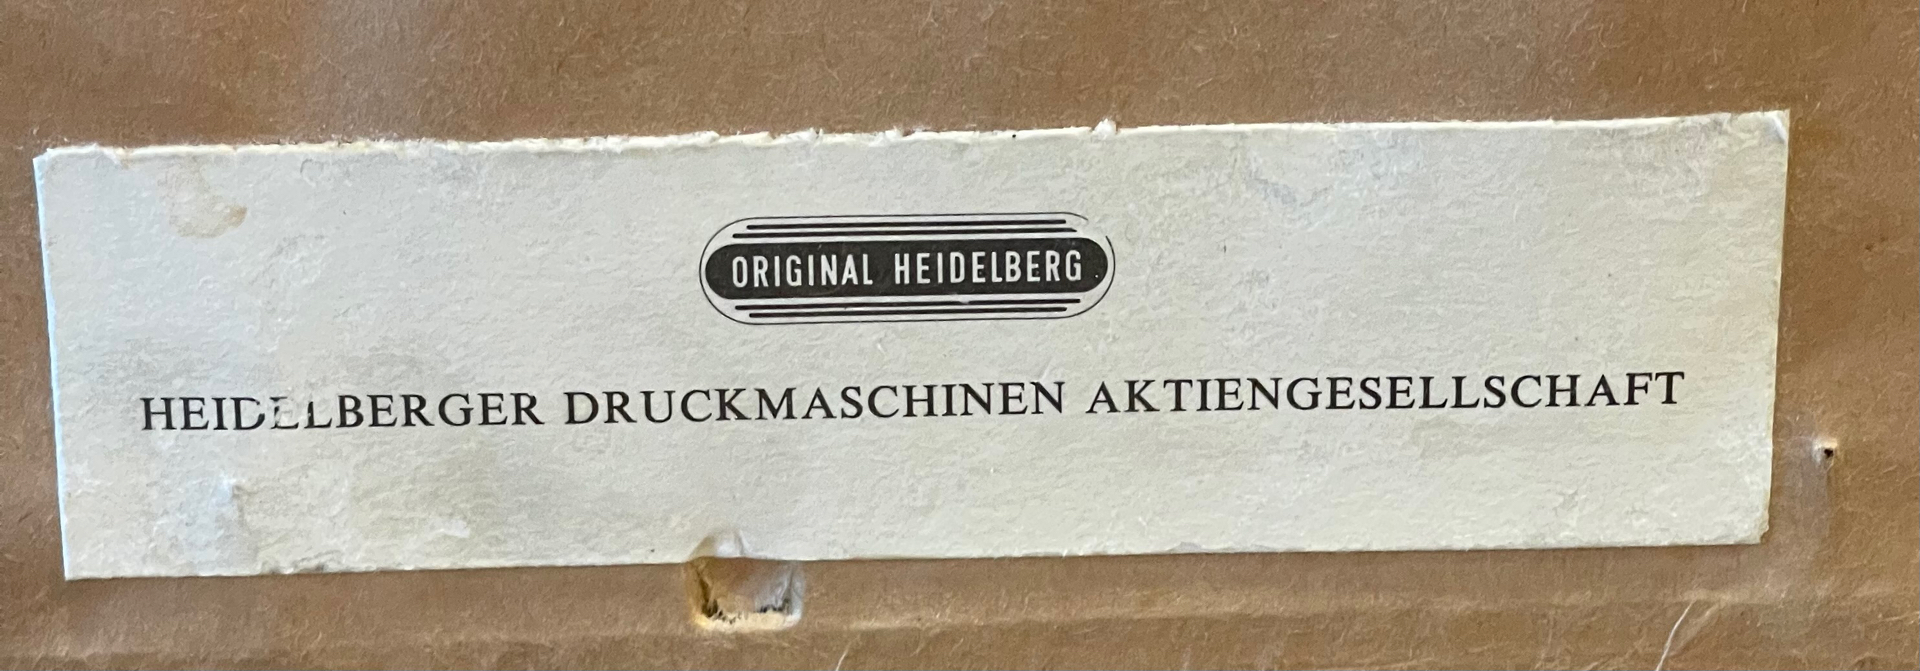 ORIGINAL HEIDELBERG
HEIDELBERGER DRUCKMASCHINEN AKTIENGESELLSCHAFT